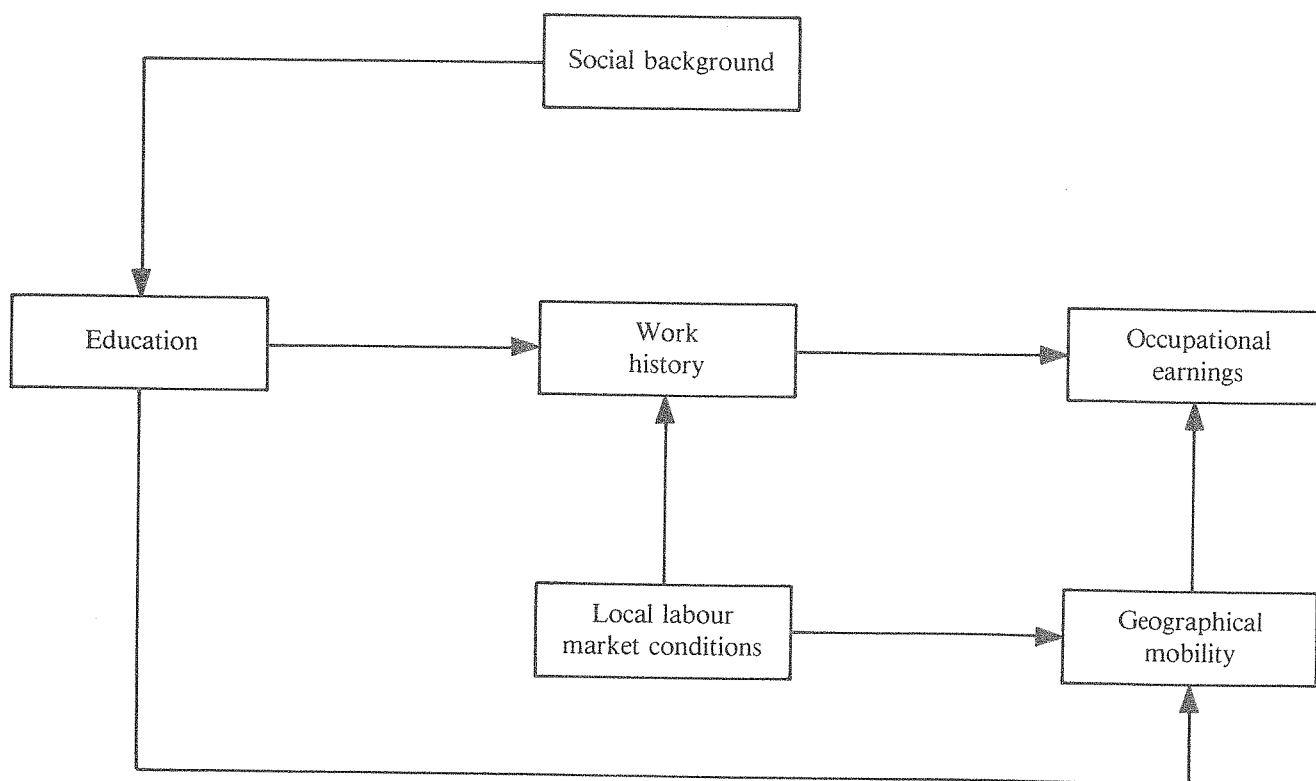 Social background
Education
Work
history
Occupational
earnings
Local labour
market conditions
Geographical
mobility